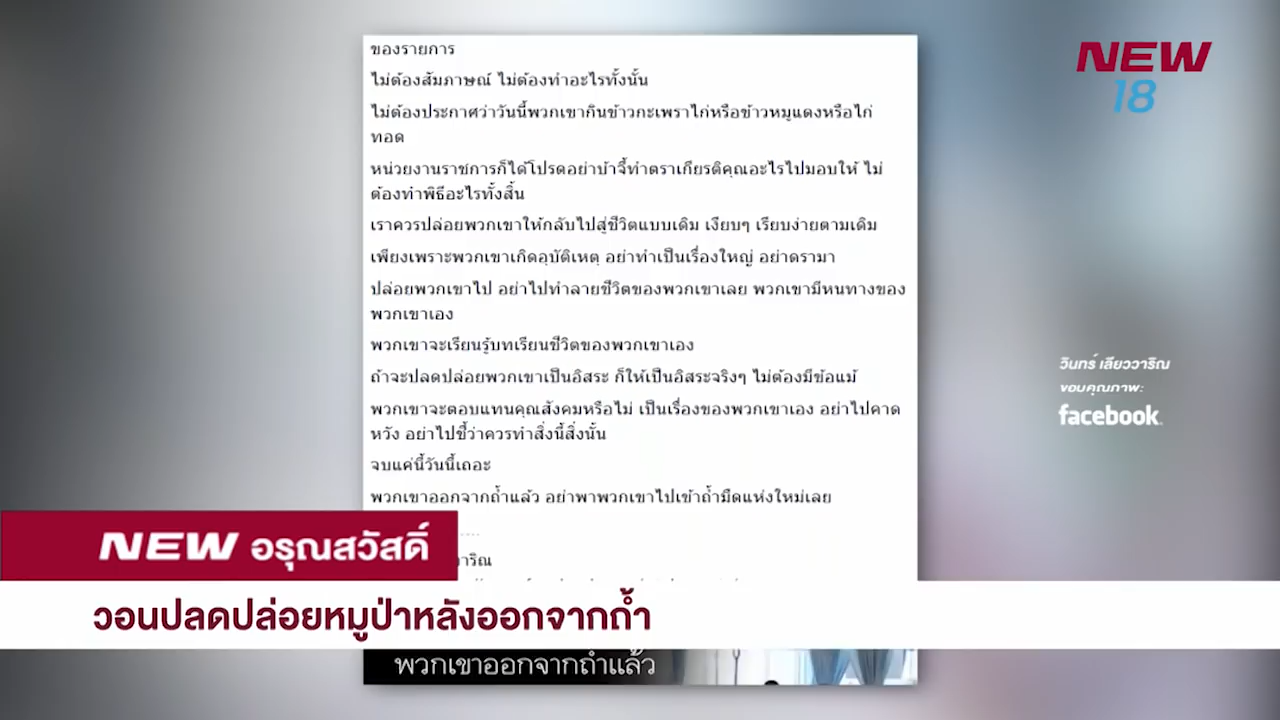 ของรายการ
ไม่ต้องสัมภาษณ์ ไม่ต้องทำอะไรทั้งนั้น
ไม่ต้องประกาศว่าวันนี้พวกเขากินข้าวกะเพราไก่หรือข้าวหมูแดงหรือไก่
ทอด
หน่วยงานราชการก็ได้โปรดอย่าบ้าจี้ทำตราเกียรติคุณอะไรไปมอบให้ ไม่
ต้องทำพิธีอะไรทั้งสิ้น
เราควรปล่อยพวกเขาให้กลับไปสู่ชีวิตแบบเดิม เงียบๆ เรียบง่ายตามเดิม
เพียงเพราะพวกเขาเกิดอุบัติเหตุ อย่าทำเป็นเรื่องใหญ่ อย่าดรามา
ปล่อยพวกเขาไป อย่าไปทำลายชีวิตของพวกเขาเลย พวกเขามีหนทางของ
พวกเขาเอง
พวกเขาจะเรียนรู้บทเรียนชีวิตของพวกเขาเอง
ถ้าจะปลดปล่อยพวกเขาเป็นอิสระ ก็ให้เป็นอิสระจริงๆ ไม่ต้องมีข้อแม้
พวกเขาจะตอบแทนคุณสังคมหรือไม่ เป็นเรื่องของพวกเขาเอง อย่าไปคาด
หวัง อย่าไปชี้ว่าควรทำสิ่งนี้สิ่งนั้น
จบแค่นี้วันนี้เถอะ
พวกเขาออกจากถ้ำแล้ว อย่าพาพวกเขาไปเข้าถ้ำมืดแห่งใหม่เลย
NEW
18
วินทร์ เลียววาริณ
ขอบคุณภาพ:
facebook.
NEW อรุณสวัสดิ์
วอนปลดปล่อยหมูป่าหลังออกจากถ้ำ
พวกเขาออกจากถ้ำแล้ว